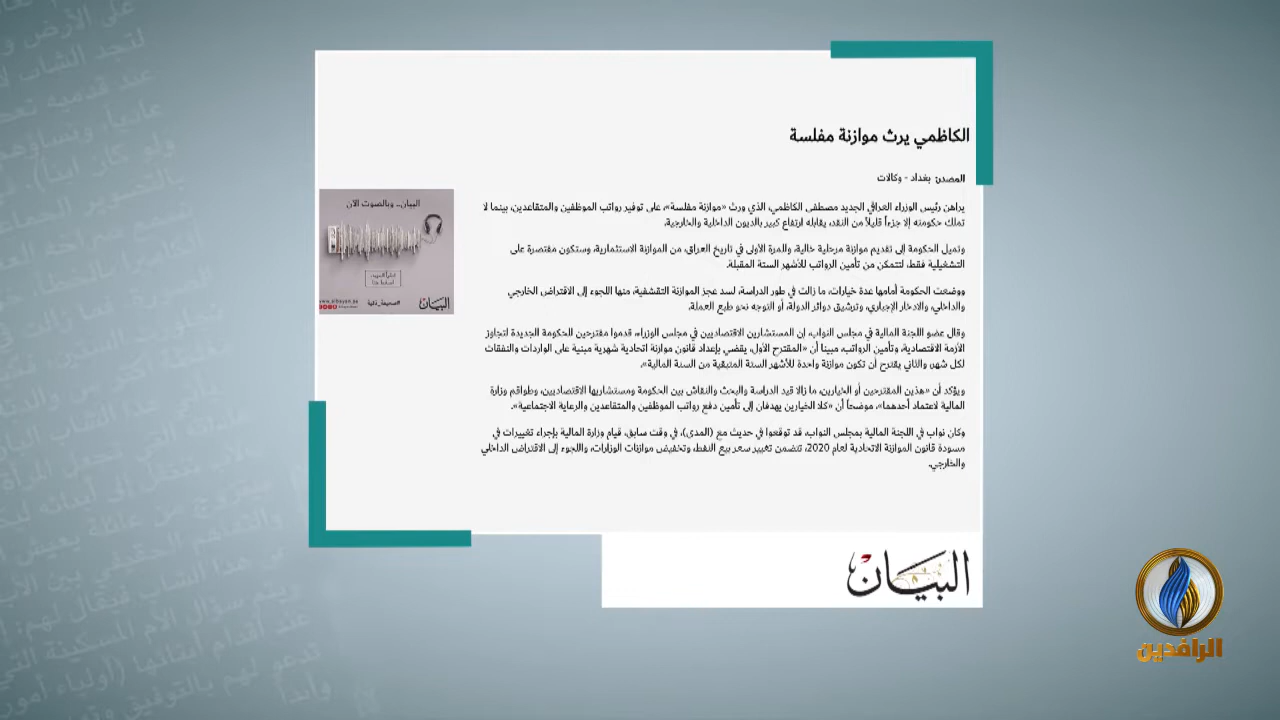 الكاظمي يرث موازنة مفلسة
المصدر: بغداد - وكالات
يراهن رئيس الوزراء العراقي الجديد مصطفى الكاظمي، الذي ورث «موازنة مفلسة»، على توفير رواتب الموظفين والمتقاعدين، بينما لا
تملك حكومته إلا جزءاً قليلاً من النقد، يقابله ارتفاع كبير بالديون الداخلية والخارجية.
وتميل الحكومة إلى تقديم موازنة مرحلية خالية، وللمرة الأولى في تاريخ العراق، من الموازنة الاستثمارية، وستكون مقتصرة على
التشغيلية فقط، لتتمكن من تأمين الرواتب للأشهر الستة المقبلة.
ووضعت الحكومة أمامها عدة خيارات، ما زالت في طور الدراسة، لسد عجز الموازنة التقشفية، منها اللجوء إلى الاقتراض الخارجي
والداخلي، والادخار الإجباري، وترشيق دوائر الدولة، أو التوجه نحو طبع العملة.
وقال عضو اللجنة المالية في مجلس النواب، إن المستشارين الاقتصاديين في مجلس الوزراء، قدموا مقترحين للحكومة الجديدة لتجاوز
الأزمة الاقتصادية، وتأمين الرواتب، مبينا أن «المقترح الأول، يقضي بإعداد قانون موازنة اتحادية شهرية مبنية على الواردات والنفقات
لكل شهر، والثاني يقترح أن تكون موازنة واحدة للأشهر الستة المتبقية من السنة المالية».
ويؤكد أن «هذين المقترحين أو الخيارين، ما زالا قيد الدراسة والبحث والنقاش بين الحكومة ومستشاريها الاقتصاديين، وطواقم وزارة
المالية لاعتماد أحدهما»، موضحاً أن «كلا الخيارين يهدفان إلى تأمين دفع رواتب الموظفين والمتقاعدين والرعاية الاجتماعية».
وكان نواب في اللجنة المالية بمجلس النواب، قد توقعوا في حديث مع (المدى)، في وقت سابق، قيام وزارة المالية بإجراء تغييرات في
مسودة قانون الموازنة الاتحادية لعام 2020، تتضمن تغيير سعر بيع النفط، وتخفيض موازنات الوزارات، واللجوء إلى الاقتراض الداخلي
والخارجي.
البيان.. وبالصوت الآن
#صحيفة_ذكية
البيان
البيان
الرافدين